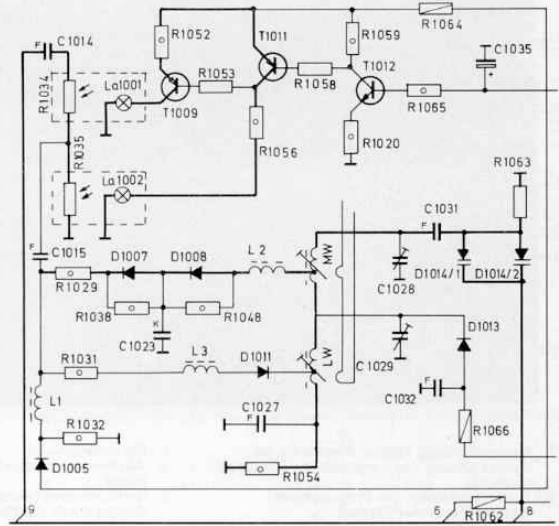 R1052
T1011
R1059
R1064
C1035
F C1014
+
R1034
La1001
R1053
R1058
T1012
T1009
R1065
R1035
R1056
R1020
La1002
R1063
C1031
F
F
C1015
D1007
D1008
L2
MW
C1028
D1014/1
D1014/2
R1029
R1038
R1048
K
C1023
D1013
R1031
L3
D1011
LW
C1029
L1
C1027
F
C1032
F
R1032
R1066
D1005
R1054
9
6
R1062
8